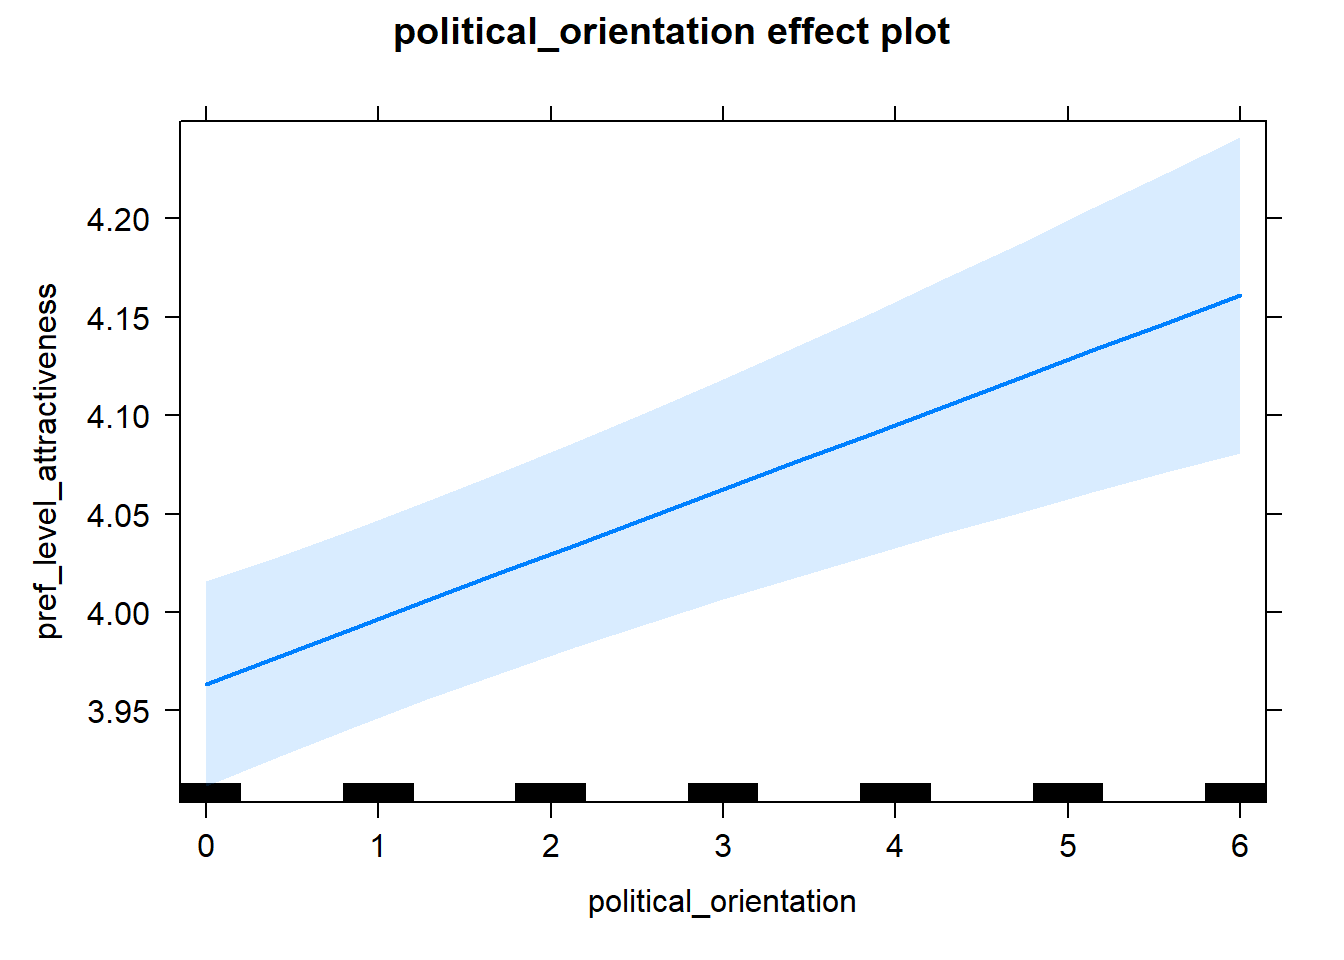 political_orientation effect plot
4.20
4.15
4.10
4.05
4.00
3.95
pref_level_attractiveness
0 1 2 3 4 5 6
political_orientation